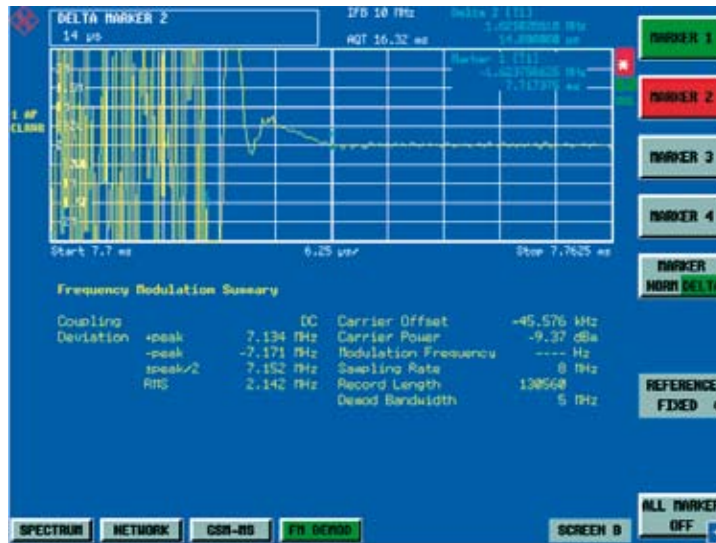 DELTA MARKER 2
14 µs
IFB 10 MHz
AQT 16.32 ms
Delta 2 [T1]
Marker 1 [T1]
1 AP
CLRWR
Start 7.7 ms
6.25 µs/
Stop 7.7625 ms
Frequency Modulation Summary
Coupling DC
Deviation +peak 7.134 MHz
-peak -7.171 MHz
±peak/2 7.152 MHz
RMS 2.142 MHz
Carrier Offset -45.576 kHz
Carrier Power -9.37 dBm
Modulation Frequency ---- Hz
Sampling Rate 8 MHz
Record Length 130560
Demod Bandwidth 5 MHz
MARKER 1
MARKER 2
MARKER 3
MARKER 4
MARKER
NORM DELTA
REFERENCE
FIXED
ALL MARKER
OFF
SPECTRUM
NETWORK
GSM-MS
FM DEMOD
SCREEN B